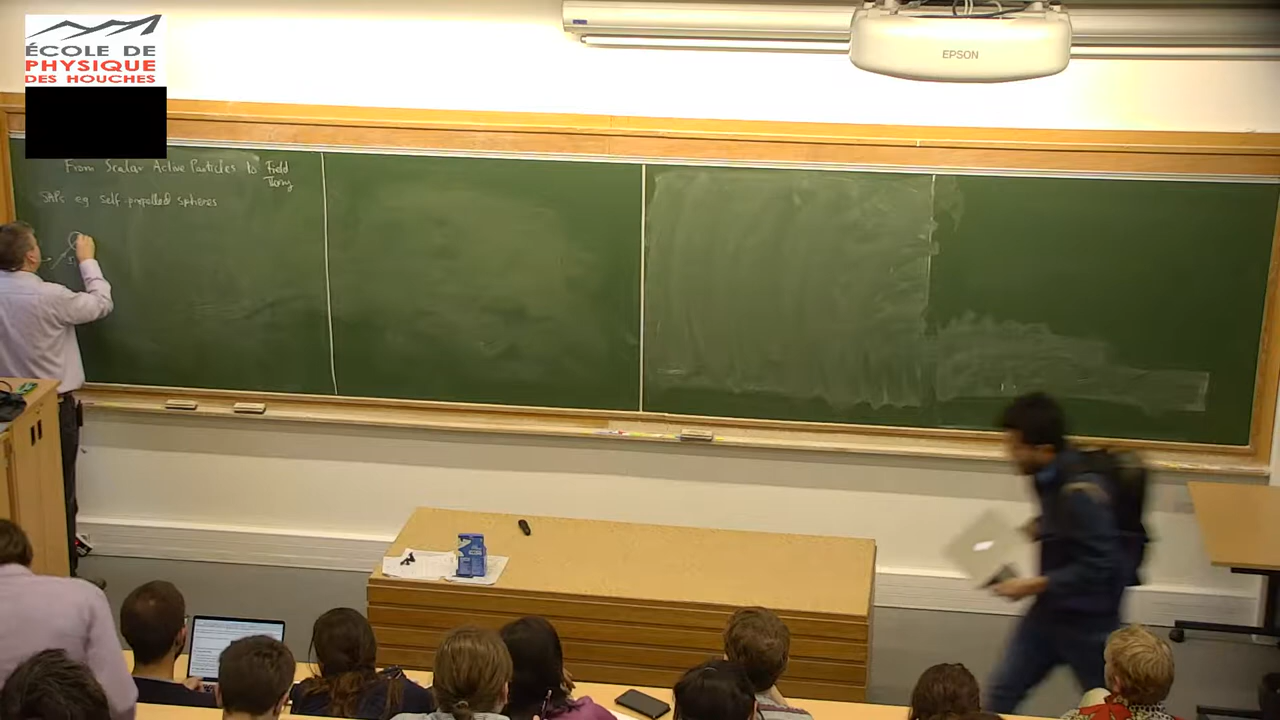 ÉCOLE DE
PHYSIQUE
DES HOUCHES
EPSON
From Scalar Active Particles to Field
Theory
SAPs eg self-propelled spheres